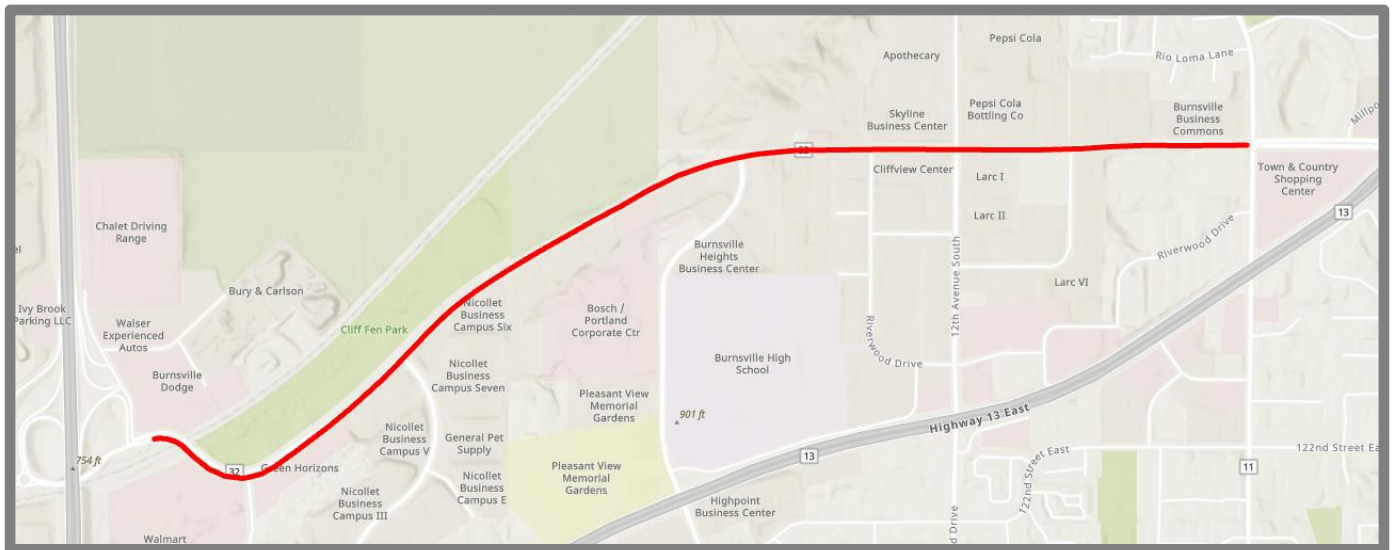 Pepsi Cola
Apothecary
Rio Loma Lane
Skyline
Business Center
Pepsi Cola
Bottling Co
Burnsville
Business
Commons
32
Cliffview Center
Larc I
Town & Country
Shopping
Center
Larc II
13
Chalet Driving
Range
Burnsville
Heights
Business Center
Riverwood Drive
12th Avenue South
Larc VI
Bury & Carlson
Ivy Brook
Parking LLC
Walser
Experienced
Autos
Cliff Fen Park
Nicollet
Business
Campus Six
Bosch /
Portland
Corporate Ctr
Riverwood Drive
Burnsville High
School
Burnsville
Dodge
Nicollet
Business
Campus Seven
Pleasant View
Memorial
Gardens
901 ft
Highway 13 East
Nicollet
Business
Campus V
General Pet
Supply
13
122nd Street East
122nd Street Ea
11
754 ft
32
Green Horizons
Pleasant View
Memorial
Gardens
Nicollet
Business
Campus III
Nicollet
Business
Campus E
Highpoint
Business Center
d Drive
Walmart